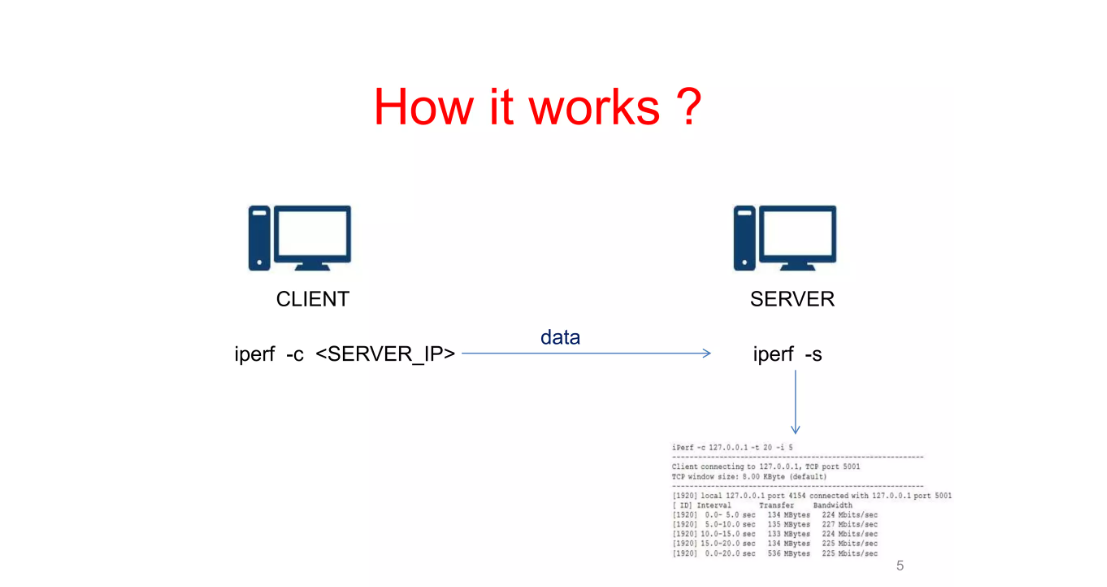 How it works ?
CLIENT
SERVER
iperf -c <SERVER_IP>
data
iperf -s
iPerf -c 127.0.0.1 -t 20 -i 5
------------------------------------------------------------
Client connecting to 127.0.0.1, TCP port 5001
TCP window size: 8.00 KByte (default)
------------------------------------------------------------
[1920] local 127.0.0.1 port 4154 connected with 127.0.0.1 port 5001
[ ID] Interval Transfer Bandwidth
[1920] 0.0- 5.0 sec 134 MBytes 224 Mbits/sec
[1920] 5.0-10.0 sec 135 MBytes 227 Mbits/sec
[1920] 10.0-15.0 sec 133 MBytes 224 Mbits/sec
[1920] 15.0-20.0 sec 134 MBytes 225 Mbits/sec
[1920] 0.0-20.0 sec 536 MBytes 225 Mbits/sec
5